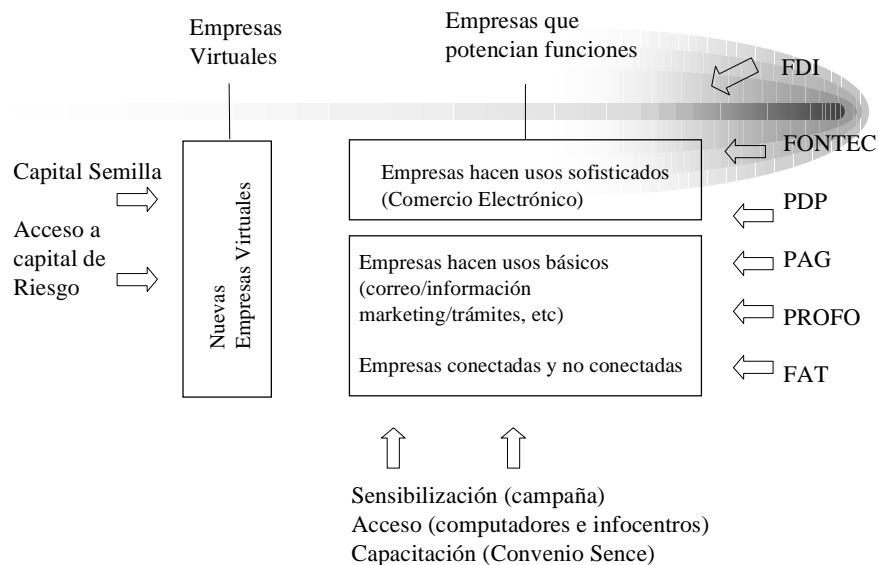 Empresas
Virtuales
Empresas que
potencian funciones
FDI
FONTEC
PDP
PAG
PROFO
FAT
Capital Semilla
Acceso a
capital de
Riesgo
Nuevas
Empresas Virtuales
Empresas hacen usos sofisticados
(Comercio Electrónico)
Empresas hacen usos básicos
(correo/información
marketing/trámites, etc)
Empresas conectadas y no conectadas
Sensibilización (campaña)
Acceso (computadores e infocentros)
Capacitación (Convenio Sence)